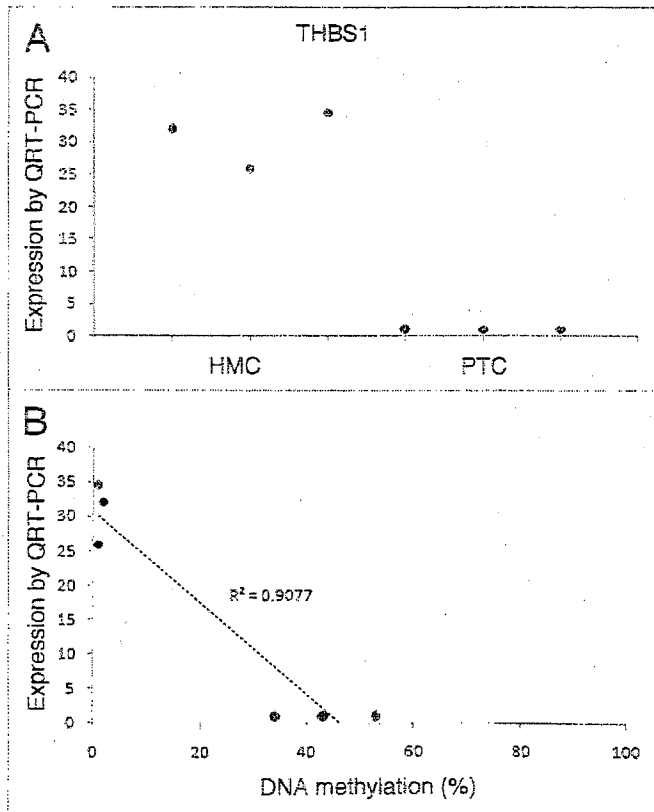 A
THBS1
Expression by QRT-PCR
40
35
30
25
20
15
10
5
0
HMC PTC
B
Expression by QRT-PCR
40
35
30
25
20
15
10
5
0
R² = 0.9077
0 20 40 60 80 100
DNA methylation (%)